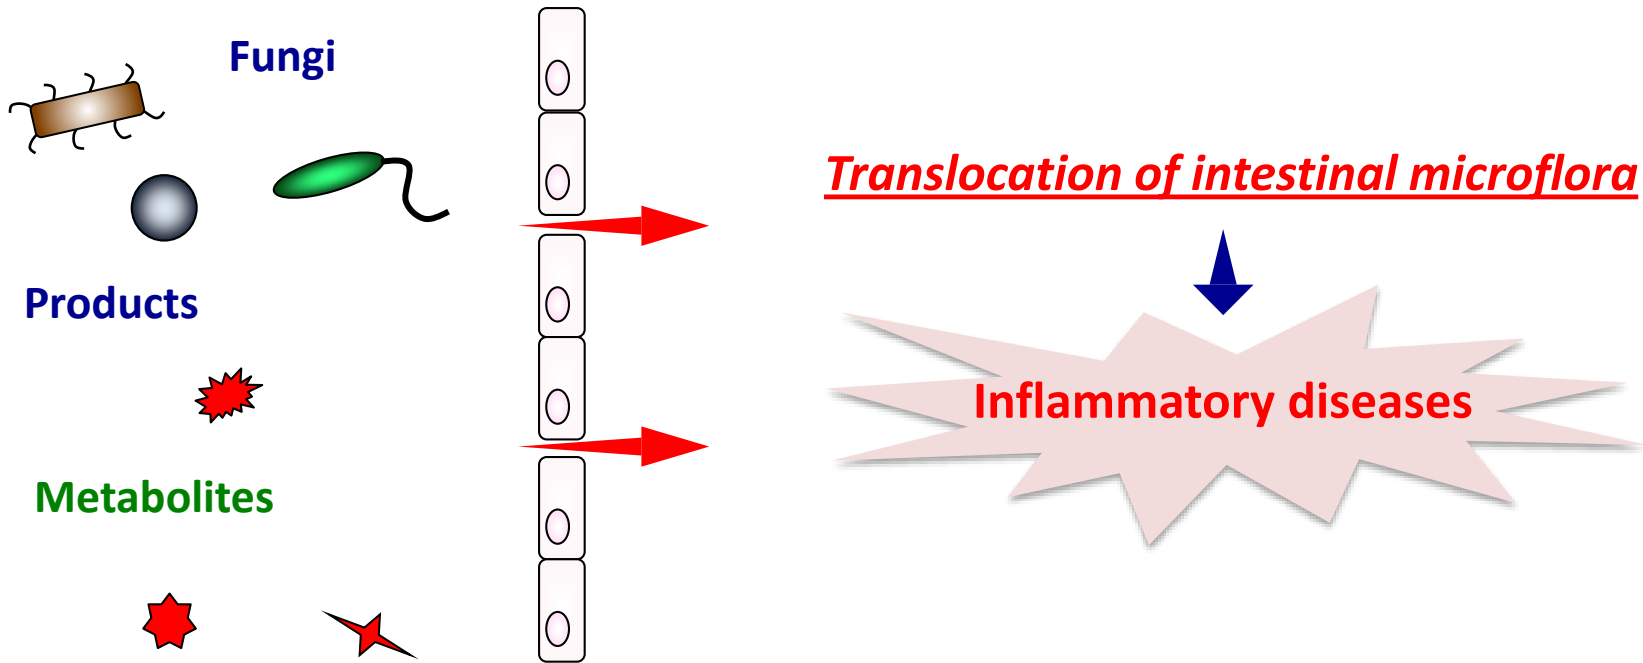 Fungi
Products
Metabolites
Translocation of intestinal microflora
Inflammatory diseases